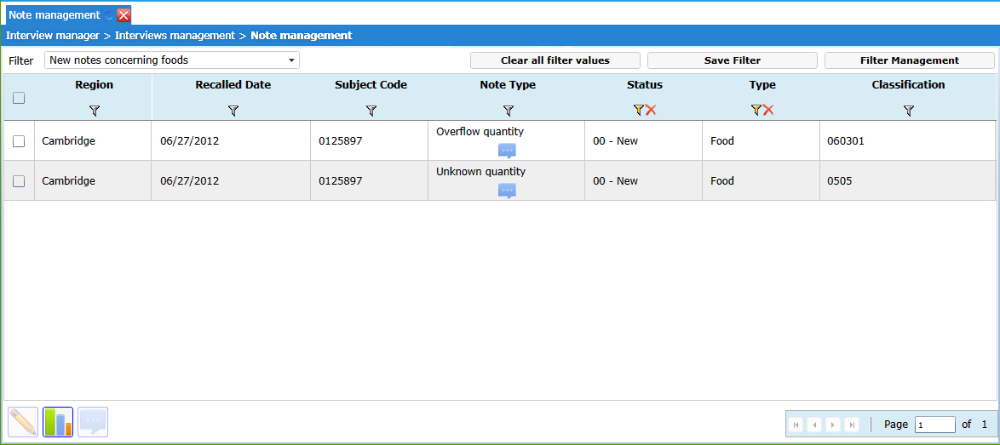 Note management
Interview manager > Interviews management > Note management
Filter New notes concerning foods Clear all filter values Save Filter Filter Management
Region Recalled Date Subject Code Note Type Status Type Classification
Cambridge 06/27/2012 0125897 Overflow quantity 00 - New Food 060301
Cambridge 06/27/2012 0125897 Unknown quantity 00 - New Food 0505
Page 1 of 1